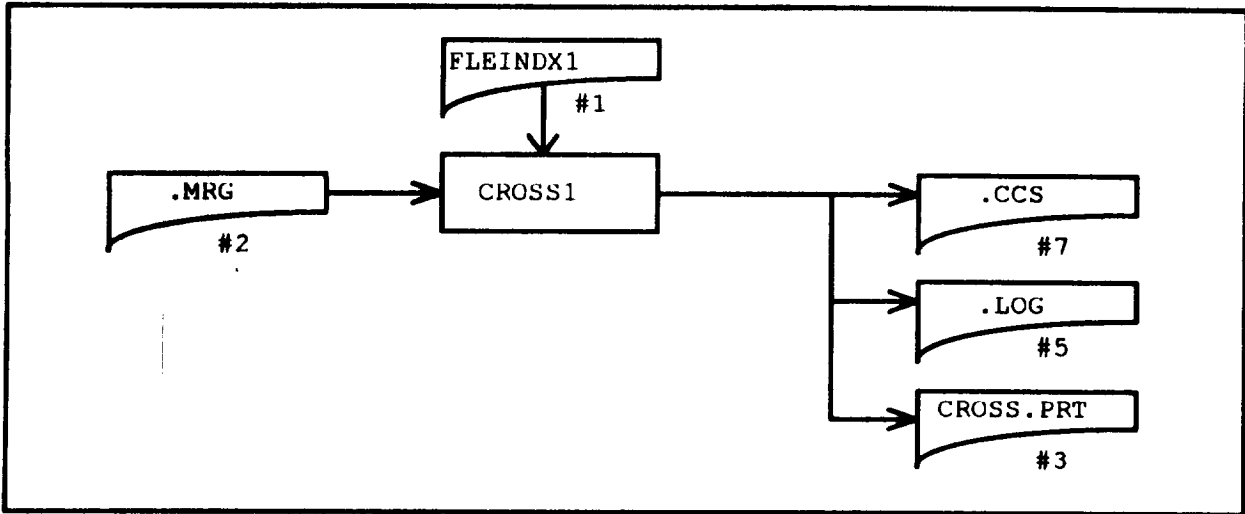 FLEINDX1
#1
.MRG
#2
CROSS1
.CCS
#7
.LOG
#5
CROSS.PRT
#3